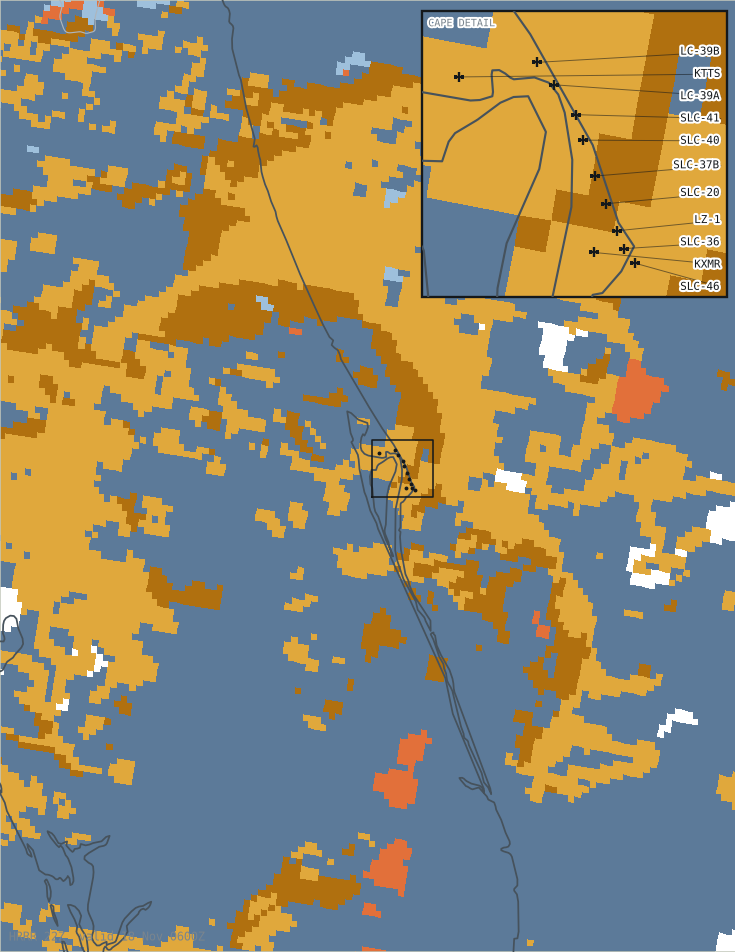 CAPE DETAIL
LC-39B
KTTS
LC-39A
SLC-41
SLC-40
SLC-37B
SLC-20
LZ-1
SLC-36
KXMR
SLC-46